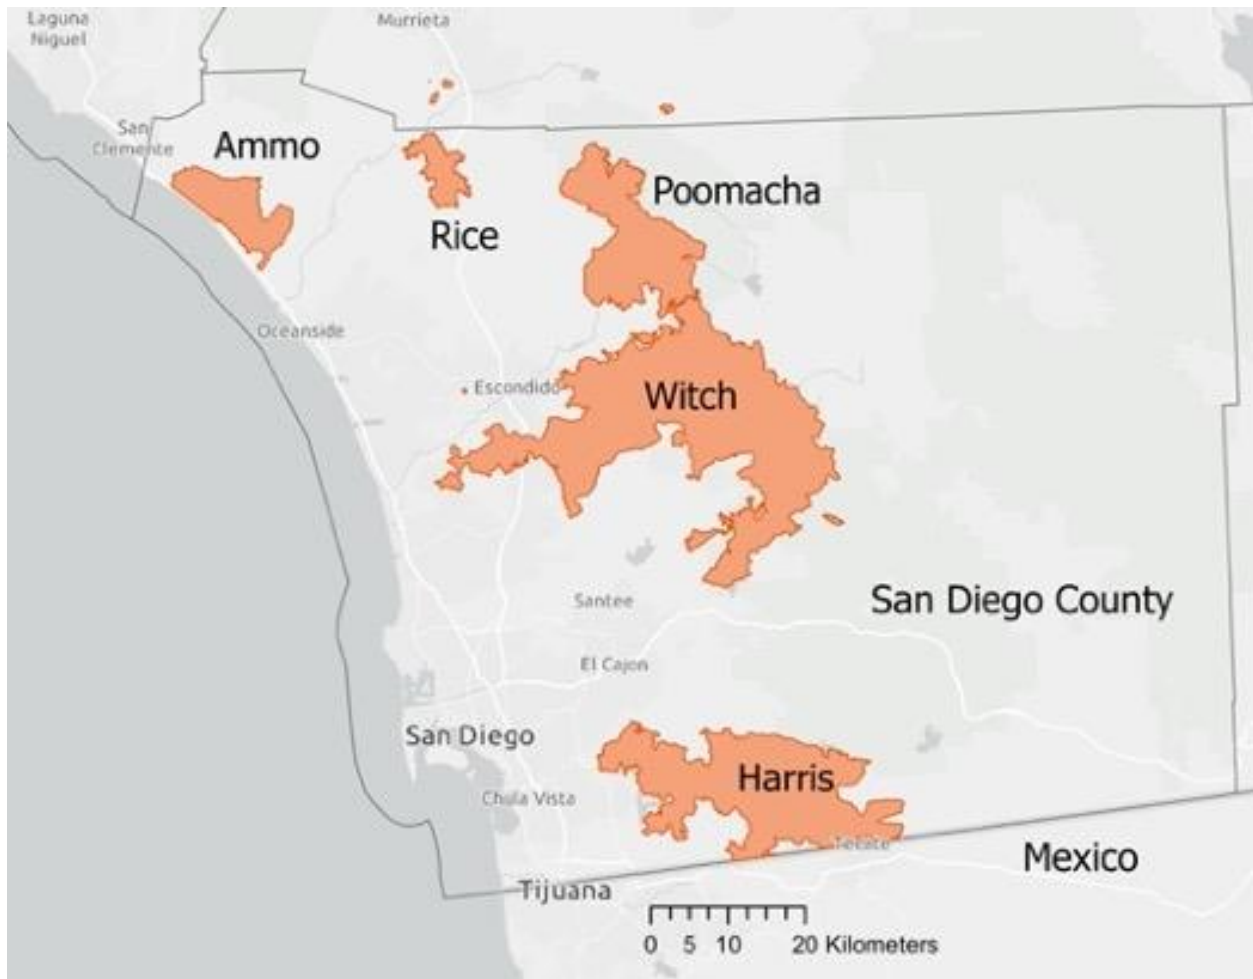 Laguna
Niguel
Murrieta
San
Clemente
Ammo
Rice
Poomacha
Oceanside
Escondido
Witch
Santee
San Diego County
El Cajon
San Diego
Harris
Chula Vista
Tecate
Mexico
Tijuana
0 5 10 20 Kilometers